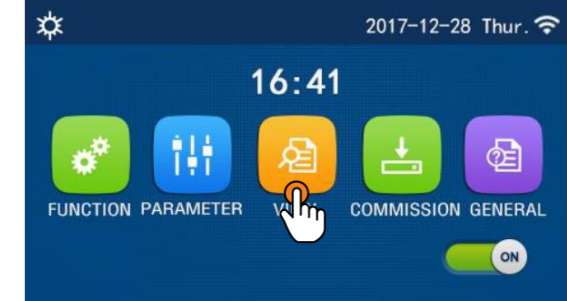 2017-12-28 Thur.
16:41
FUNCTION PARAMETER COMMISSION GENERAL
ON